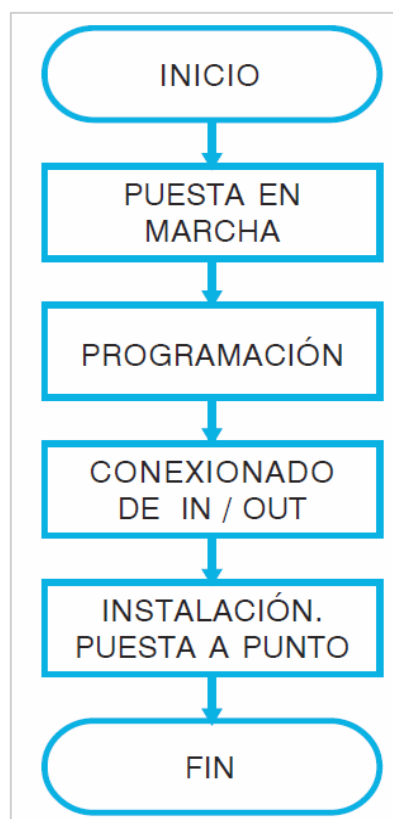 INICIO
PUESTA EN
MARCHA
PROGRAMACIÓN
CONEXIONADO
DE IN / OUT
INSTALACIÓN.
PUESTA A PUNTO
FIN